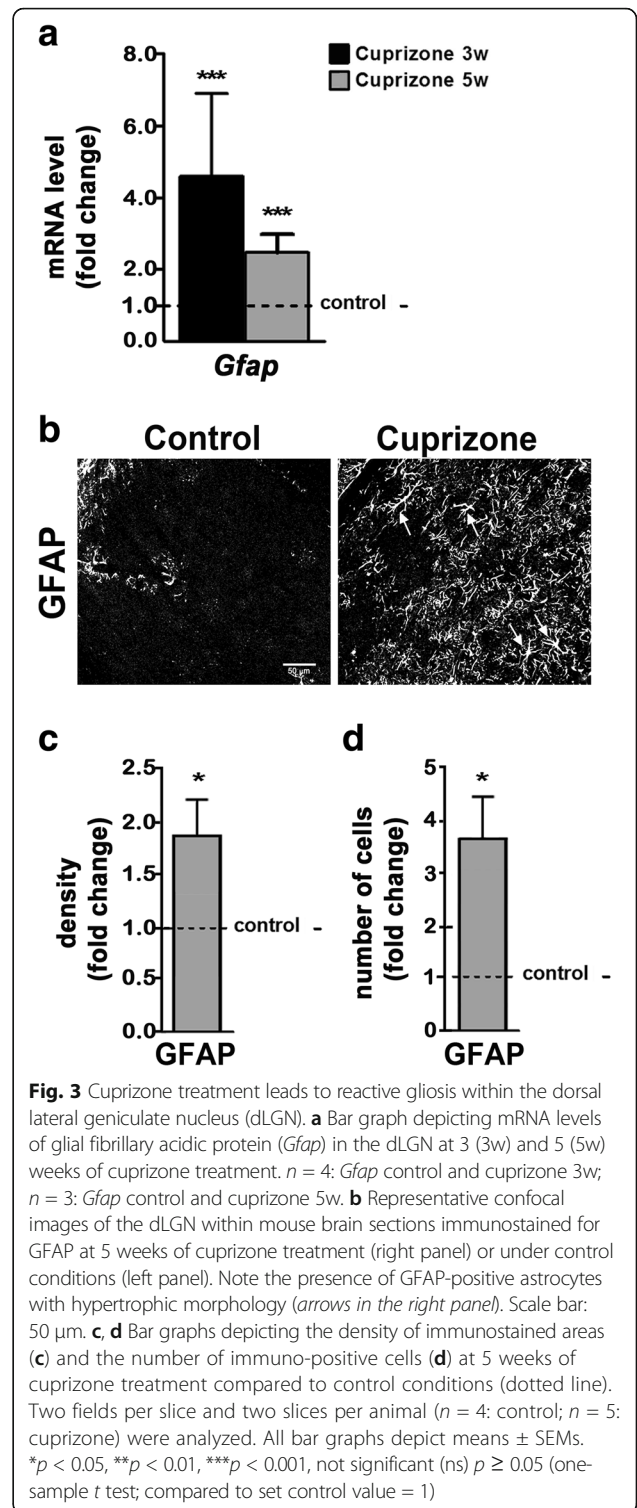 a
8.0
6.0
4.0
2.0
1.0
0.0
mRNA level
(fold change)
***
***
Cuprizone 3w
Cuprizone 5w
control
Gfap
b
Control
Cuprizone
GFAP
50 µm
c
2.5
2.0
1.5
1.0
0.5
0.0
density
(fold change)
*
control
GFAP
d
5
4
3
2
1
0
number of cells
(fold change)
*
control
GFAP
Fig. 3 Cuprizone treatment leads to reactive gliosis within the dorsal
lateral geniculate nucleus (dLGN). a Bar graph depicting mRNA levels
of glial fibrillary acidic protein (Gfap) in the dLGN at 3 (3w) and 5 (5w)
weeks of cuprizone treatment. n = 4: Gfap control and cuprizone 3w;
n = 3: Gfap control and cuprizone 5w. b Representative confocal
images of the dLGN within mouse brain sections immunostained for
GFAP at 5 weeks of cuprizone treatment (right panel) or under control
conditions (left panel). Note the presence of GFAP-positive astrocytes
with hypertrophic morphology (arrows in the right panel). Scale bar:
50 μm. c, d Bar graphs depicting the density of immunostained areas
(c) and the number of immuno-positive cells (d) at 5 weeks of
cuprizone treatment compared to control conditions (dotted line).
Two fields per slice and two slices per animal (n = 4: control; n = 5:
cuprizone) were analyzed. All bar graphs depict means ± SEMs.
*p < 0.05, **p < 0.01, ***p < 0.001, not significant (ns) p ≥ 0.05 (one-
sample t test; compared to set control value = 1)